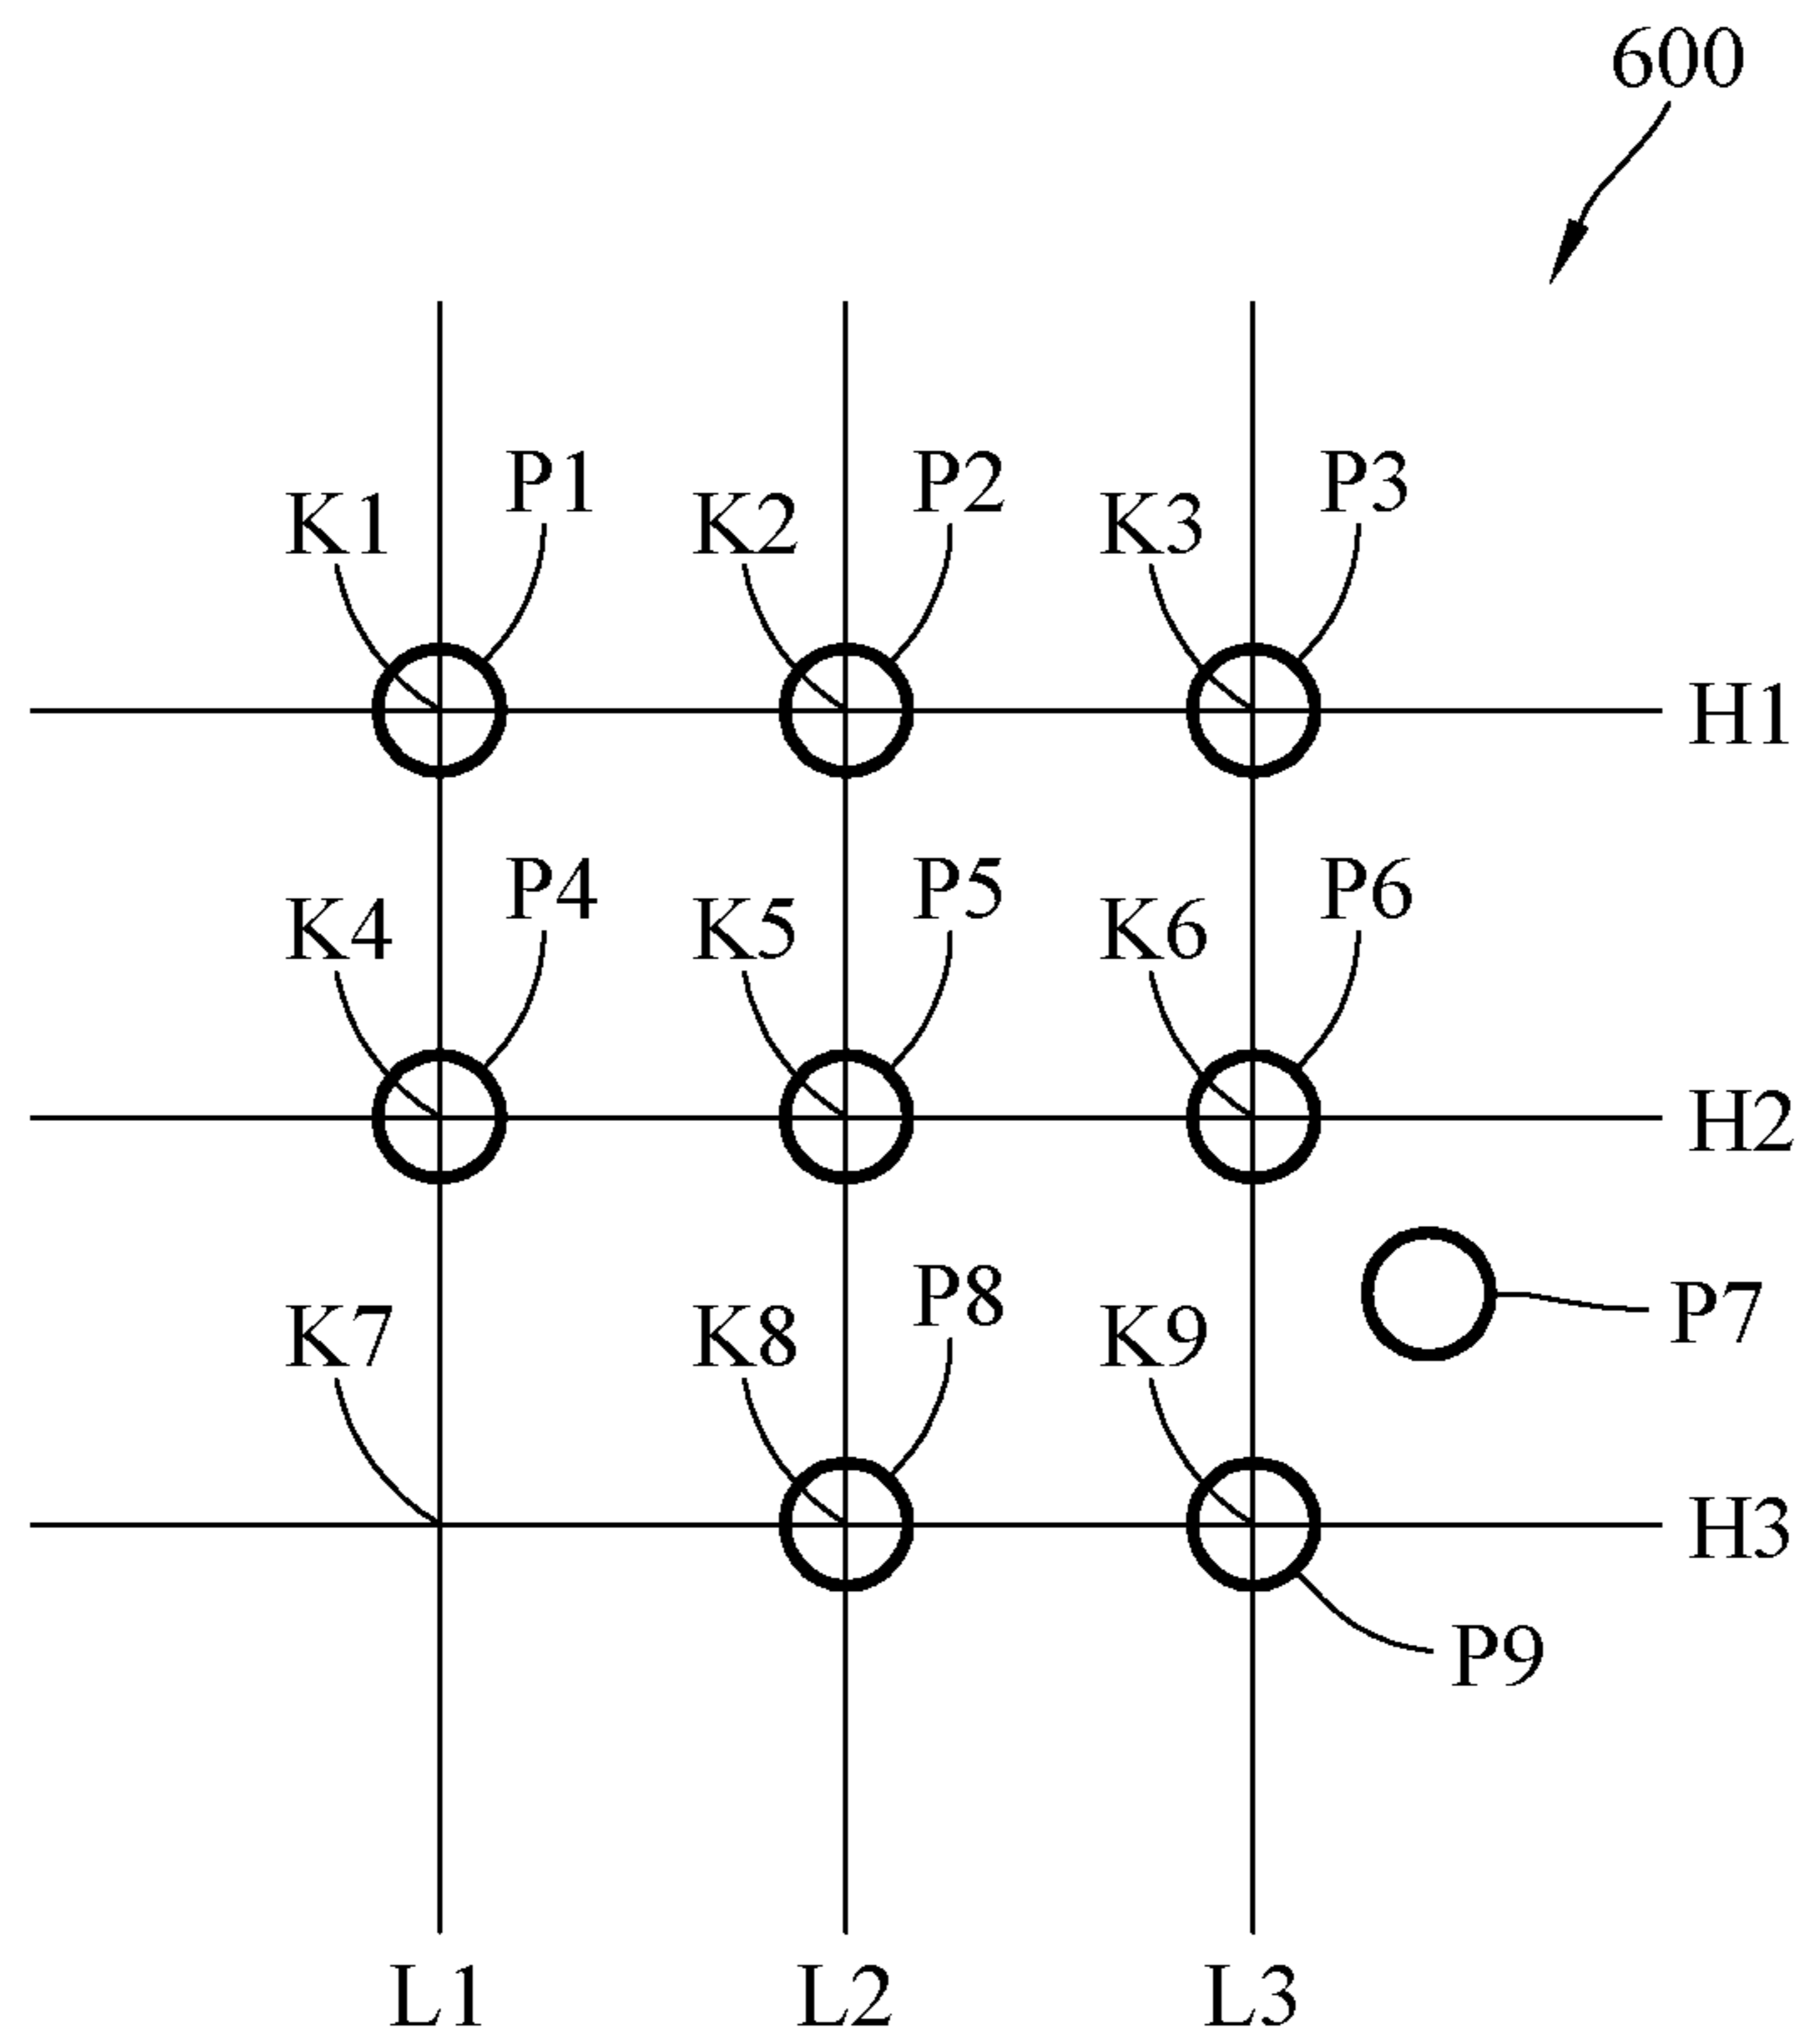 600
P1 P2 P3
K1 K2 K3
H1
P4 P5 P6
K4 K5 K6
H2
P8 P7
K7 K8 K9
H3
P9
L1 L2 L3